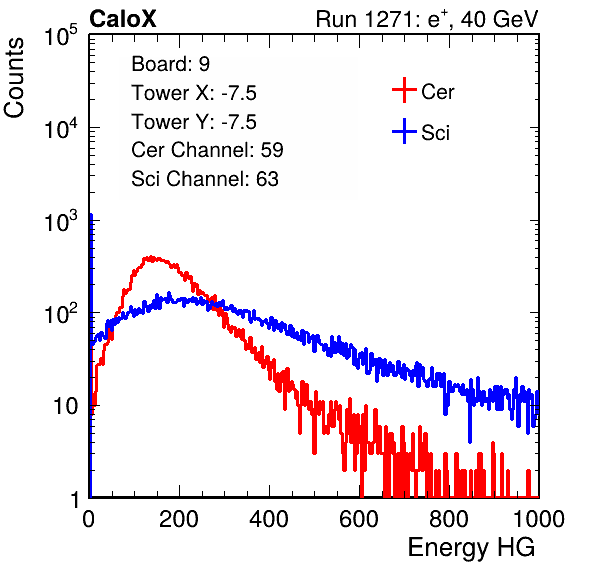 CaloX Run 1271: e⁺, 40 GeV
Counts
Board: 9
Tower X: -7.5
Tower Y: -7.5
Cer Channel: 59
Sci Channel: 63
Cer
Sci
10⁵
10⁴
10³
10²
10
1
0 200 400 600 800 1000
Energy HG